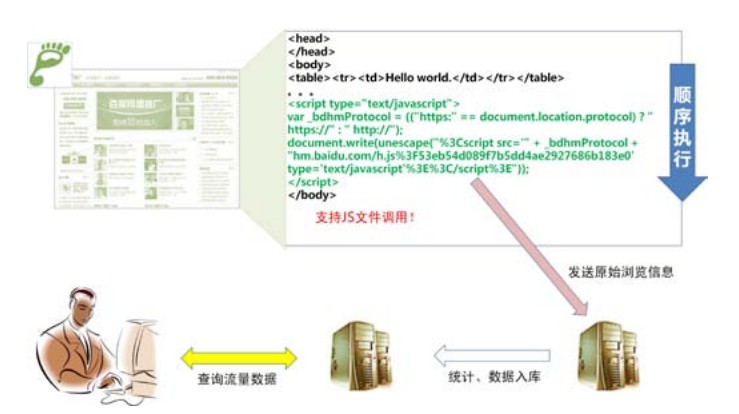 <head>
</head>
<body>
<table><tr><td>Hello world.</td></tr></table>
。。。
<script type="text/javascript">
var _bdhmProtocol = (("https:" == document.location.protocol) ? "
https://" : " http://");
document.write(unescape("%3Cscript src='" + _bdhmProtocol +
"hm.baidu.com/h.js%3F53eb54d089f7b5dd4ae2927686b183e0'
type='text/javascript'%3E%3C/script%3E"));
</script>
</body>
支持JS文件调用！
顺序执行
发送原始浏览信息
查询流量数据
统计、数据入库